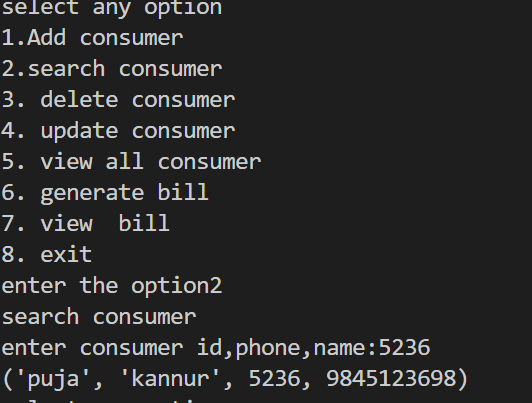 select any option
1.Add consumer
2.search consumer
3. delete consumer
4. update consumer
5. view all consumer
6. generate bill
7. view  bill
8. exit
enter the option2
search consumer
enter consumer id,phone,name:5236
('puja', 'kannur', 5236, 9845123698)